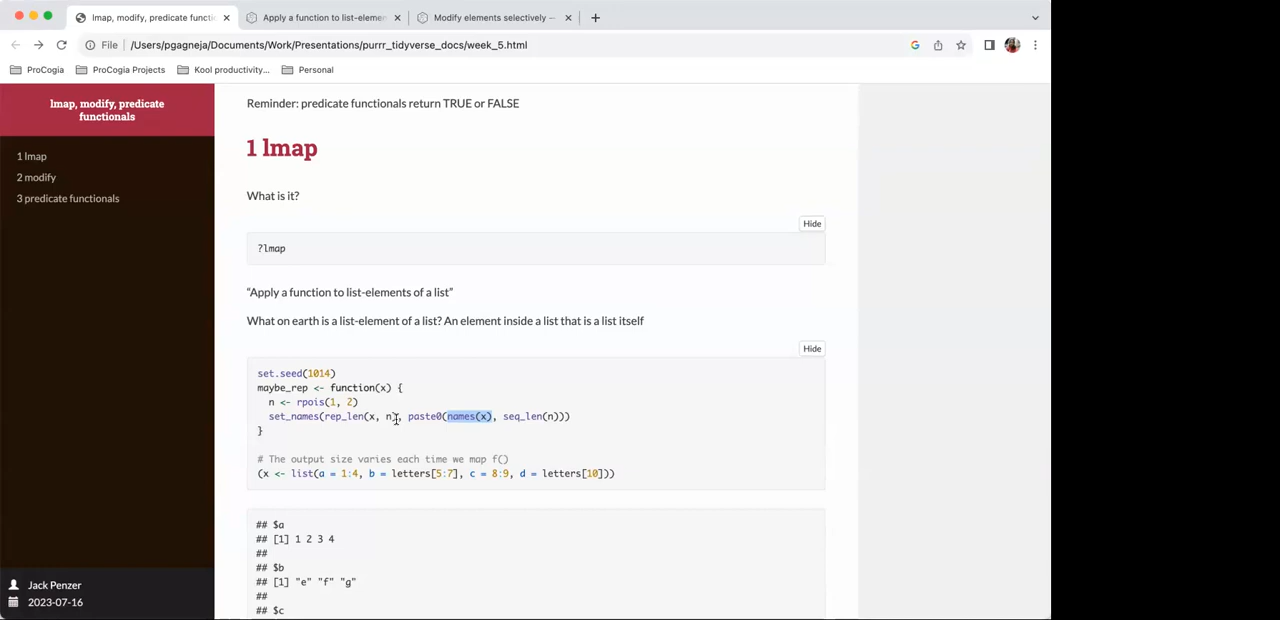 lmap, modify, predicate functi
Apply a function to list-elemen
Modify elements selectively —
File
/Users/pgagneja/Documents/Work/Presentations/purrr_tidyverse_docs/week_5.html
ProCogia
ProCogia Projects
Kool productivity...
Personal
lmap, modify, predicate
functionals
1 lmap
2 modify
3 predicate functionals
Jack Penzer
2023-07-16
Reminder: predicate functionals return TRUE or FALSE
1 lmap
What is it?
Hide
?lmap
“Apply a function to list-elements of a list”
What on earth is a list-element of a list? An element inside a list that is a list itself
Hide
set.seed(1014)
maybe_rep <- function(x) {
  n <- rpois(1, 2)
  set_names(rep_len(x, n), paste0(names(x), seq_len(n)))
}
# The output size varies each time we map f()
(x <- list(a = 1:4, b = letters[5:7], c = 8:9, d = letters[10]))
## $a
## [1] 1 2 3 4
##
## $b
## [1] "e" "f" "g"
##
## $c